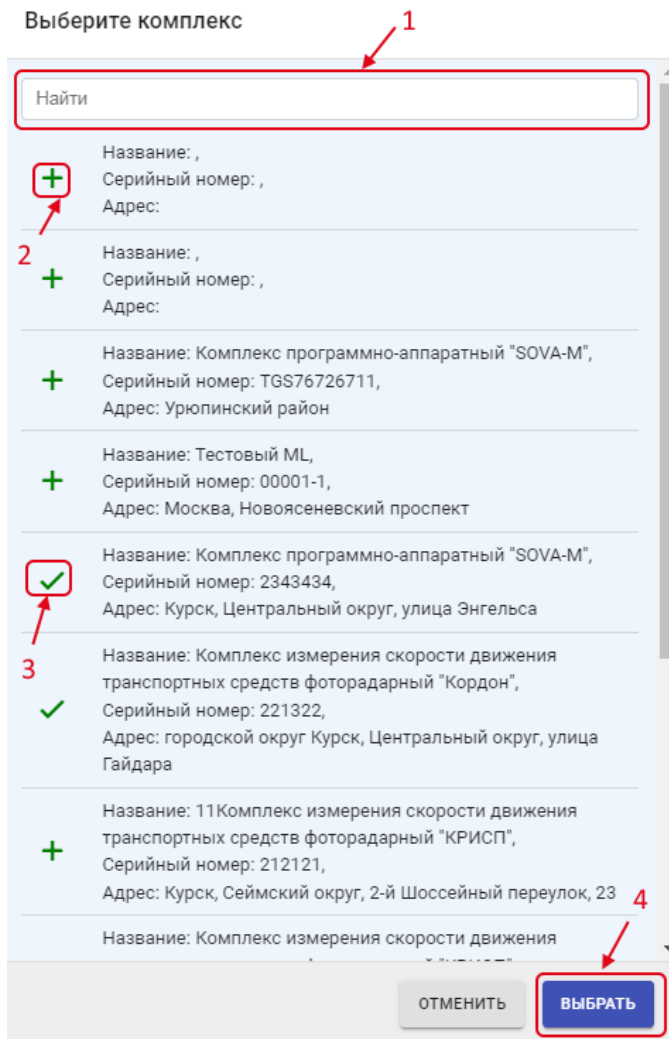 Выберите комплекс
1
Найти
Название: ,
Серийный номер: ,
Адрес:
2
Название: ,
Серийный номер: ,
Адрес:
Название: Комплекс программно-аппаратный "SOVA-M",
Серийный номер: TGS76726711,
Адрес: Урюпинский район
Название: Тестовый ML,
Серийный номер: 00001-1,
Адрес: Москва, Новоясеневский проспект
Название: Комплекс программно-аппаратный "SOVA-M",
Серийный номер: 2343434,
Адрес: Курск, Центральный округ, улица Энгельса
3
Название: Комплекс измерения скорости движения
транспортных средств фоторадарный "Кордон",
Серийный номер: 221322,
Адрес: городской округ Курск, Центральный округ, улица
Гайдара
Название: 11Комплекс измерения скорости движения
транспортных средств фоторадарный "КРИСП",
Серийный номер: 212121,
Адрес: Курск, Сеймский округ, 2-й Шоссейный переулок, 23
4
Название: Комплекс измерения скорости движения
ОТМЕНИТЬ
ВЫБРАТЬ